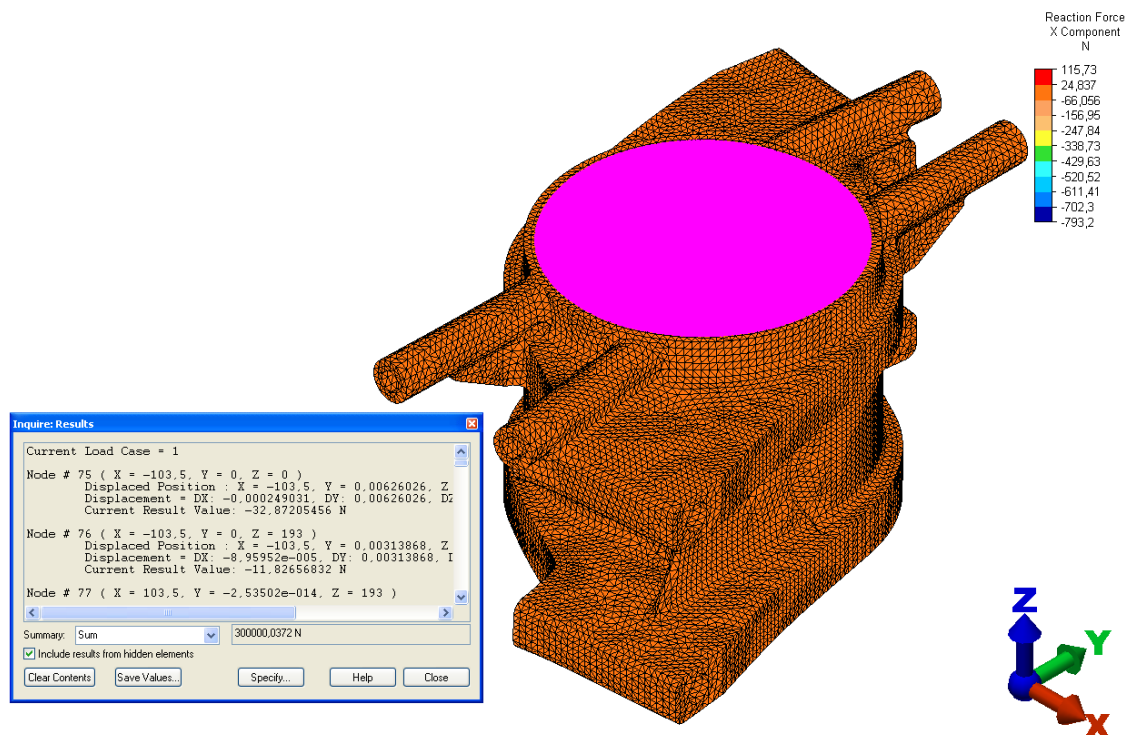 Reaction Force
X Component
N
115,73
24,837
-66,056
-156,95
-247,84
-338,73
-429,63
-520,52
-611,41
-702,3
-793,2
Inquire: Results
Current Load Case = 1
Node # 75 ( X = -103,5, Y = 0, Z = 0 )
Displaced Position : X = -103,5, Y = 0,00626026, Z
Displacement = DX: -0,000249031, DY: 0,00626026, DZ
Current Result Value: -32,87205456 N
Node # 76 ( X = -103,5, Y = 0, Z = 193 )
Displaced Position : X = -103,5, Y = 0,00313868, Z
Displacement = DX: -8,95952e-005, DY: 0,00313868, I
Current Result Value: -11,82656832 N
Node # 77 ( X = 103,5, Y = -2,53502e-014, Z = 193 )
Summary: Sum 300000,0372 N
Include results from hidden elements
Clear Contents Save Values... Specify... Help Close
Z
Y
X